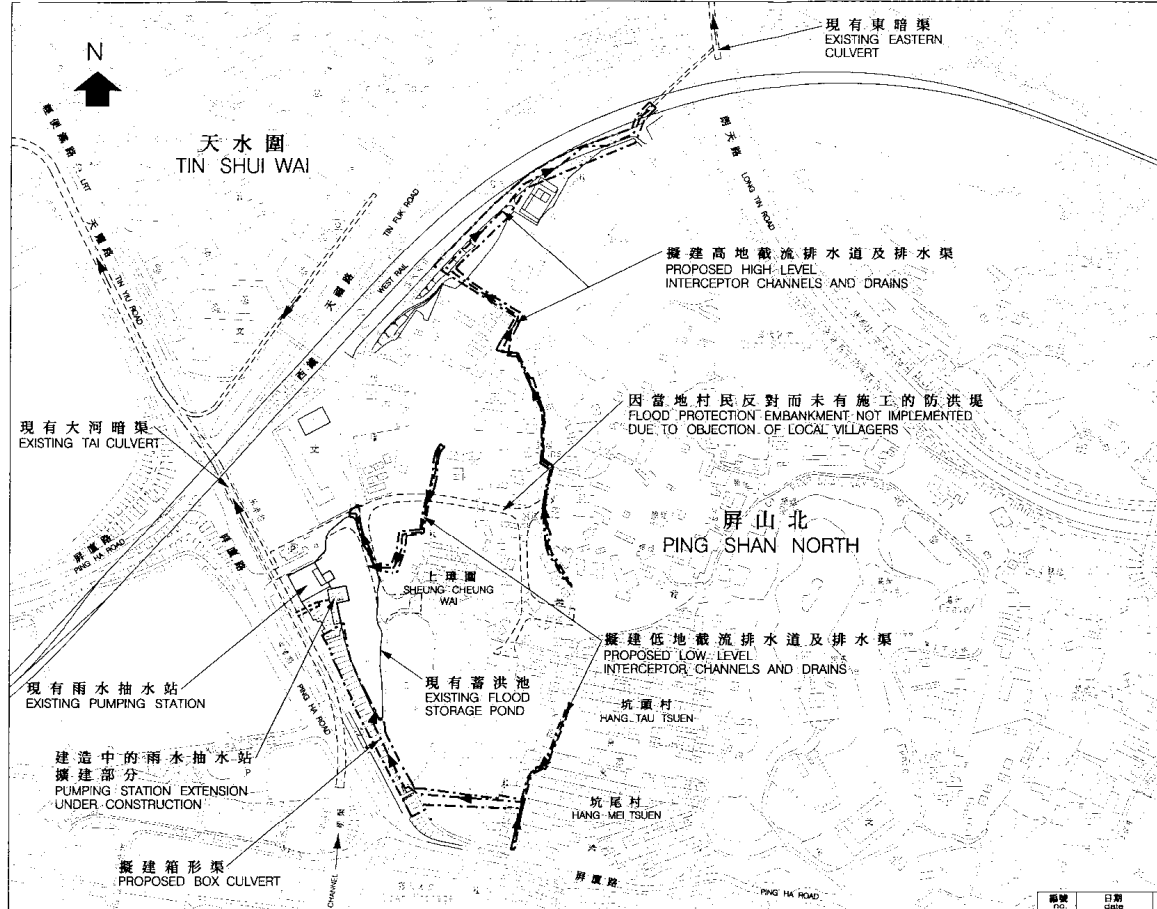 現有東暗渠
EXISTING EASTERN
CULVERT
N
天水圍
TIN SHUI WAI
LRT
天耀路
TIN YIU ROAD
TIN FUK ROAD
天福路
WEST RAIL
西鐵
朗天路
LONG TIN ROAD
擬建高地截流排水道及排水渠
PROPOSED HIGH LEVEL
INTERCEPTOR CHANNELS AND DRAINS
因當地村民反對而未有施工的防洪堤
FLOOD PROTECTION EMBANKMENT NOT IMPLEMENTED
DUE TO OBJECTION OF LOCAL VILLAGERS
現有大河暗渠
EXISTING TAI CULVERT
屏廈路
PING HA ROAD
屏廈路
屏山北
PING SHAN NORTH
上璋圍
SHEUNG CHEUNG
WAI
擬建低地截流排水道及排水渠
PROPOSED LOW LEVEL
INTERCEPTOR CHANNELS AND DRAINS
現有雨水抽水站
EXISTING PUMPING STATION
現有蓄洪池
EXISTING FLOOD
STORAGE POND
PING HA ROAD
坑頭村
HANG TAU TSUEN
建造中的雨水抽水站
擴建部分
PUMPING STATION EXTENSION
UNDER CONSTRUCTION
坑尾村
HANG MEI TSUEN
擬建箱形渠
PROPOSED BOX CULVERT
CHANNEL
屏廈路
PING HA ROAD
編號 日期
no. date